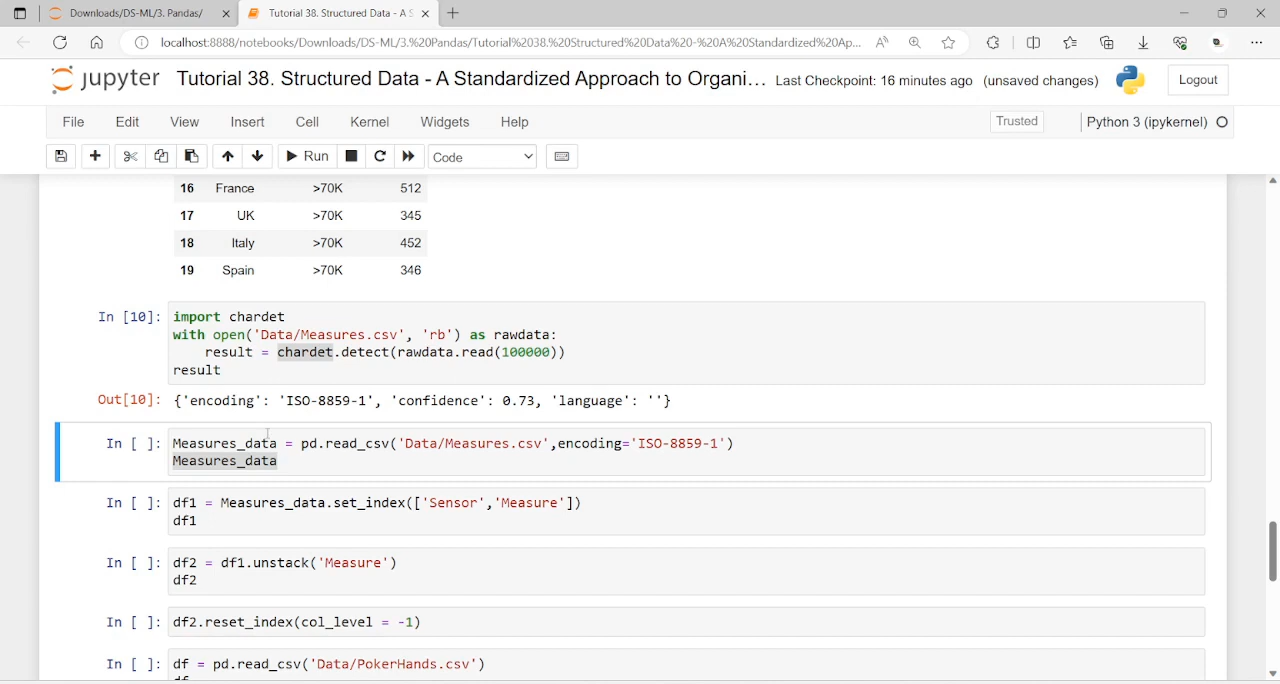 Downloads/DS-ML/3. Pandas/
Tutorial 38. Structured Data - A S
localhost:8888/notebooks/Downloads/DS-ML/3.%20Pandas/Tutorial%2038.%20Structured%20Data%20-%20A%20Standardized%20Ap...
jupyter Tutorial 38. Structured Data - A Standardized Approach to Organi... Last Checkpoint: 16 minutes ago (unsaved changes) Logout
File Edit View Insert Cell Kernel Widgets Help Trusted Python 3 (ipykernel)
Run Code
16 France >70K 512
17 UK >70K 345
18 Italy >70K 452
19 Spain >70K 346
In [10]: import chardet
with open('Data/Measures.csv', 'rb') as rawdata:
result = chardet.detect(rawdata.read(100000))
result
Out[10]: {'encoding': 'ISO-8859-1', 'confidence': 0.73, 'language': ''}
In [ ]: Measures_data = pd.read_csv('Data/Measures.csv',encoding='ISO-8859-1')
Measures_data
In [ ]: df1 = Measures_data.set_index(['Sensor','Measure'])
df1
In [ ]: df2 = df1.unstack('Measure')
df2
In [ ]: df2.reset_index(col_level = -1)
In [ ]: df = pd.read_csv('Data/PokerHands.csv')